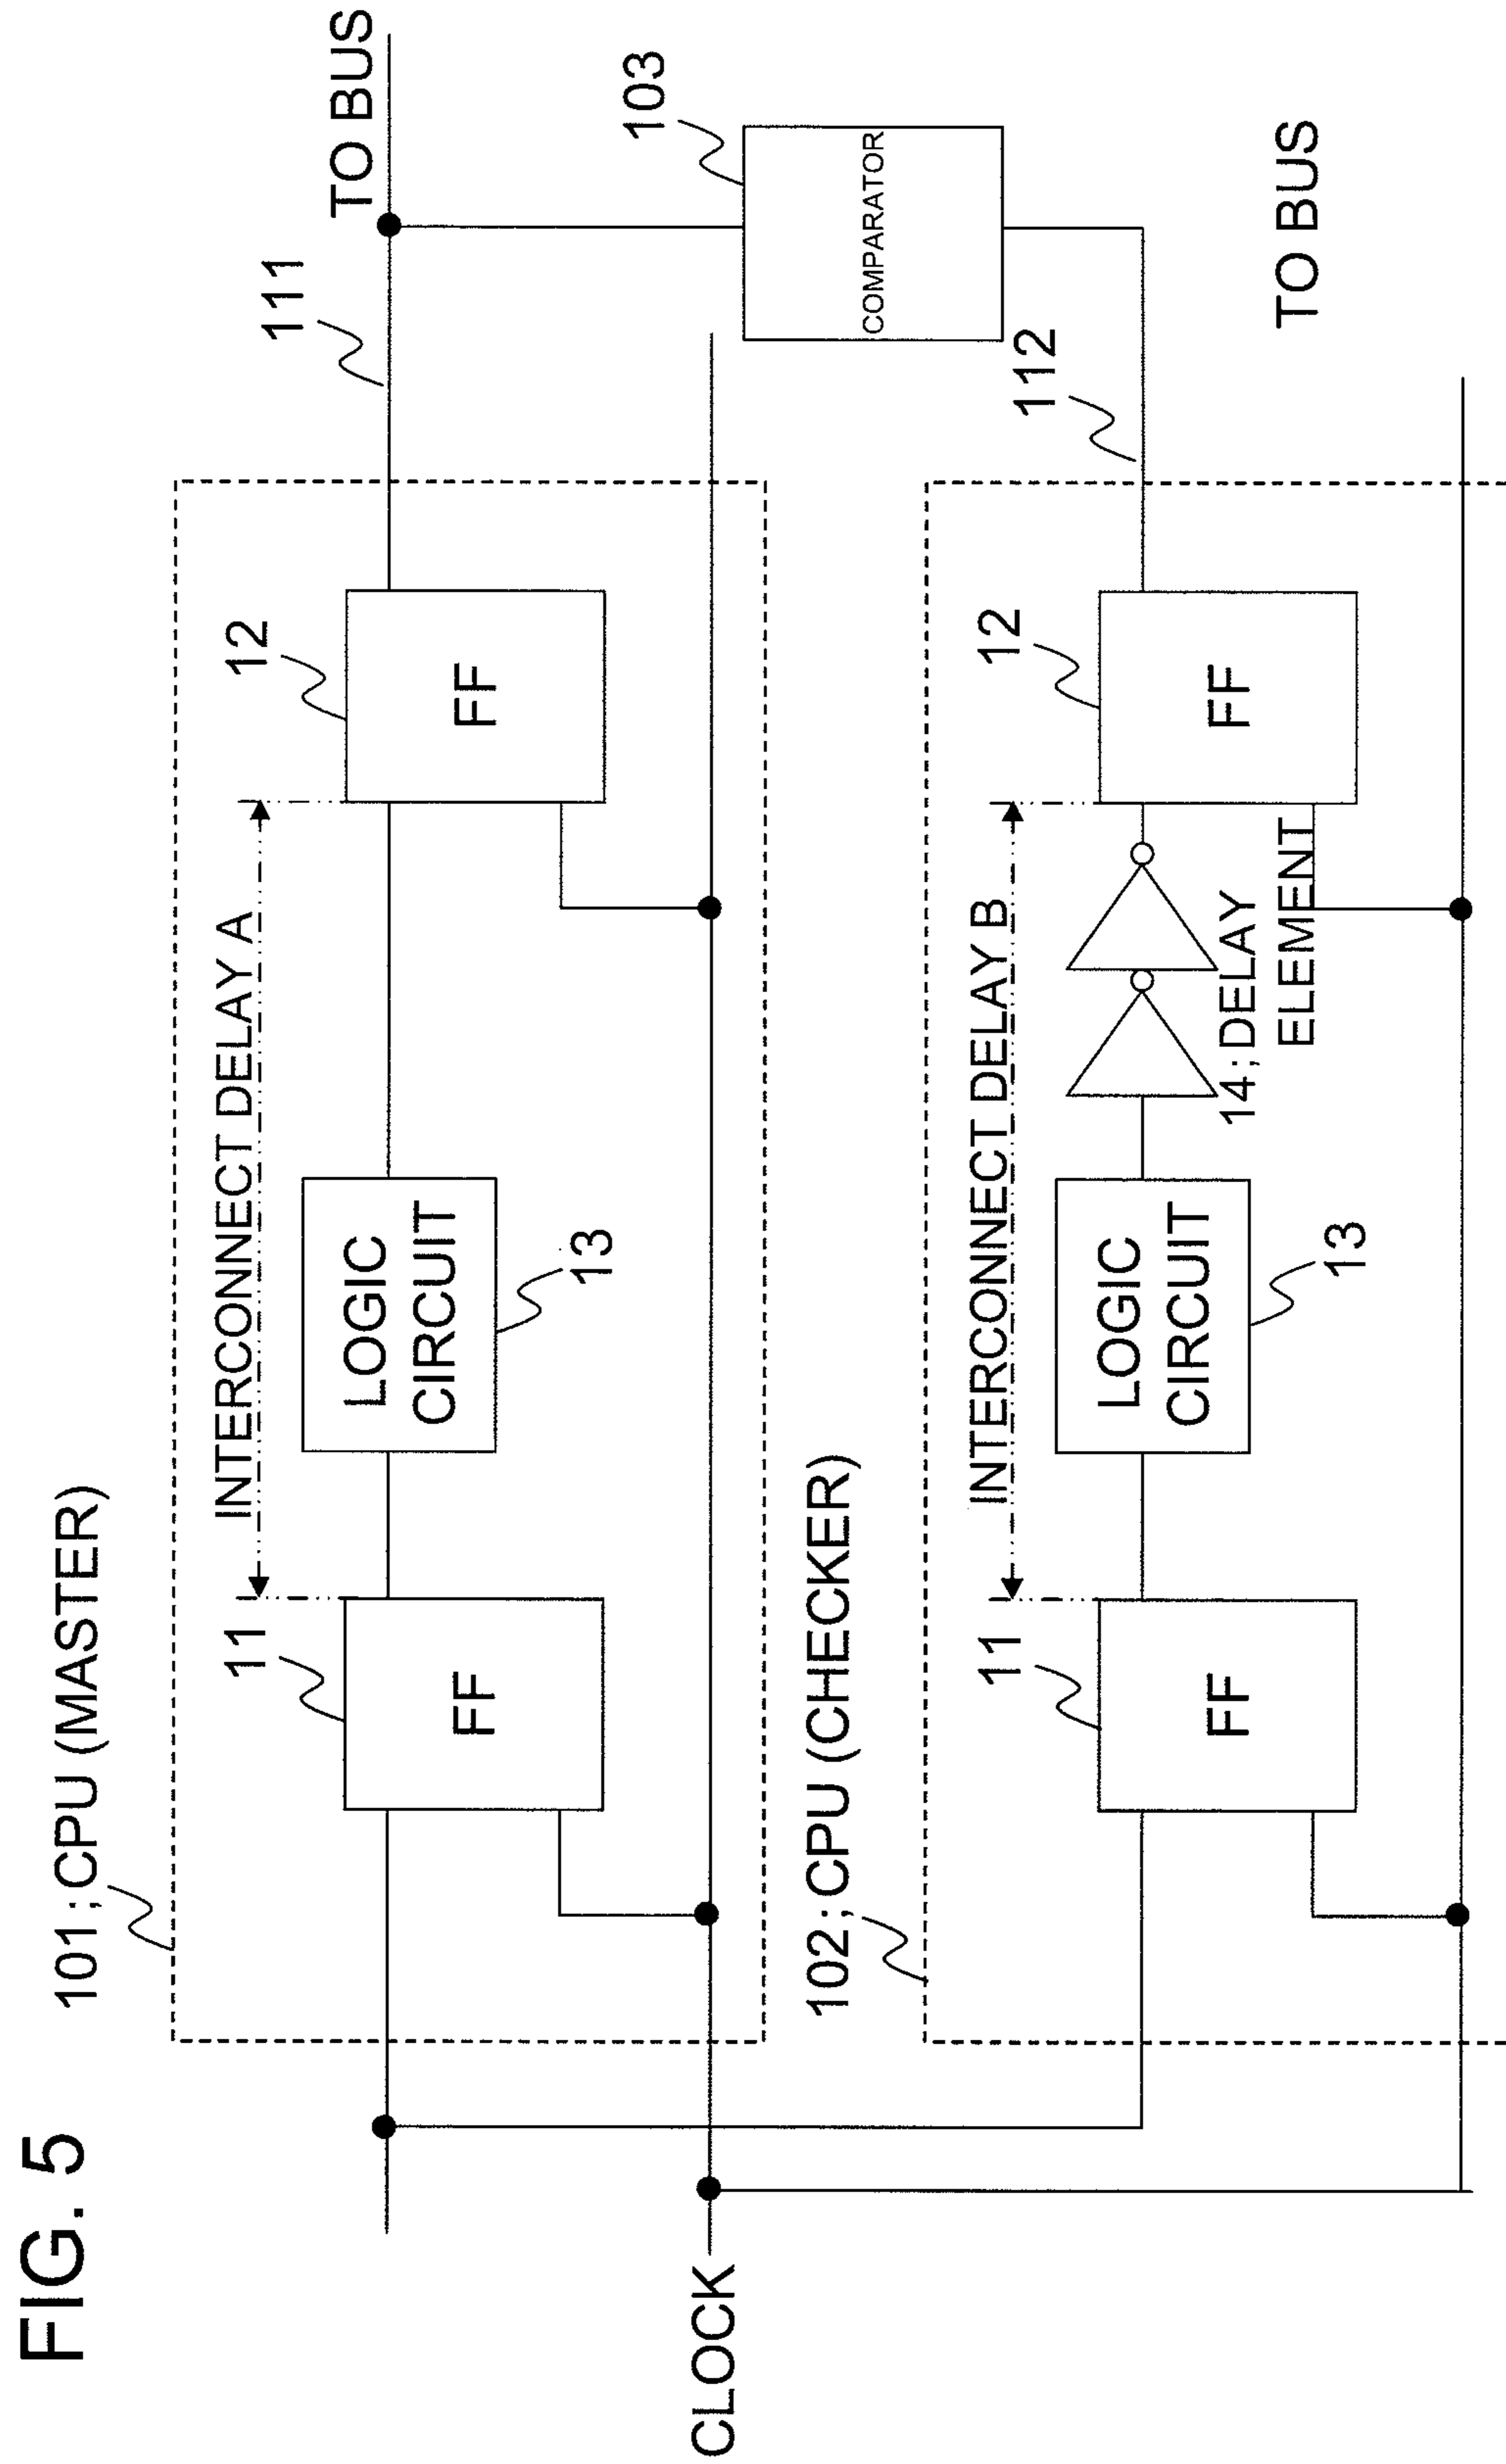 FIG. 5
101 ; CPU (MASTER)
INTERCONNECT DELAY A
11
FF
LOGIC
CIRCUIT
13
12
FF
111
TO BUS
103
COMPARATOR
CLOCK
102 ; CPU (CHECKER)
INTERCONNECT DELAY B
11
FF
LOGIC
CIRCUIT
13
14 ; DELAY
ELEMENT
12
FF
112
TO BUS